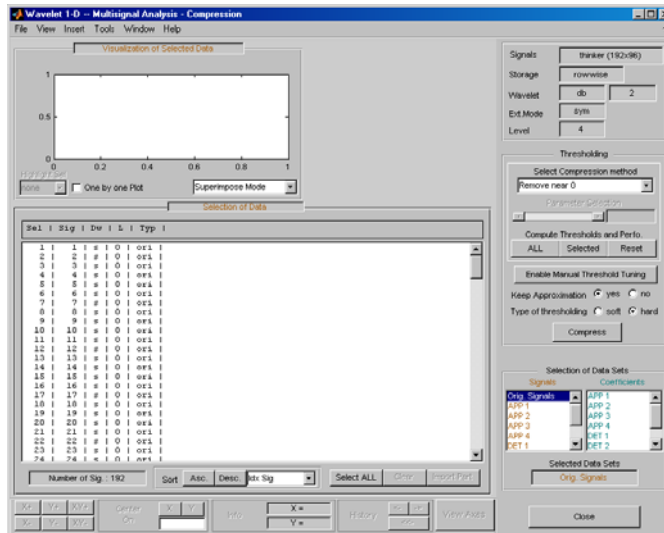 Wavelet 1-D -- Multisignal Analysis - Compression
File View Insert Tools Window Help
Visualization of Selected Data
1
0.5
0
0 0.2 0.4 0.6 0.8 1
Highlight Sel
none One by one Plot Superimpose Mode
Selection of Data
Sel | Sig | Dw | L | Typ |
1 | 1 | s | 0 | ori |
2 | 2 | s | 0 | ori |
3 | 3 | s | 0 | ori |
4 | 4 | s | 0 | ori |
5 | 5 | s | 0 | ori |
6 | 6 | s | 0 | ori |
7 | 7 | s | 0 | ori |
8 | 8 | s | 0 | ori |
9 | 9 | s | 0 | ori |
10 | 10 | s | 0 | ori |
11 | 11 | s | 0 | ori |
12 | 12 | s | 0 | ori |
13 | 13 | s | 0 | ori |
14 | 14 | s | 0 | ori |
15 | 15 | s | 0 | ori |
16 | 16 | s | 0 | ori |
17 | 17 | s | 0 | ori |
18 | 18 | s | 0 | ori |
19 | 19 | s | 0 | ori |
20 | 20 | s | 0 | ori |
21 | 21 | s | 0 | ori |
22 | 22 | s | 0 | ori |
23 | 23 | s | 0 | ori |
24 | 24 | s | 0 | ori |
Number of Sig. : 192 Sort Asc. Desc. Idx Sig Select ALL Clear Import Part
X+ Y+ XY+ Center On X Y Info X = History View Axes
X- Y- XY- Y =
Signals thinker (192x96)
Storage rowwise
Wavelet db 2
Ext.Mode sym
Level 4
Thresholding
Select Compression method
Remove near 0
Parameter Selection
Compute Thresholds and Perfo.
ALL Selected Reset
Enable Manual Threshold Tuning
Keep Approximation yes no
Type of thresholding soft hard
Compress
Selection of Data Sets
Signals Coefficients
Orig. Signals APP 1
APP 1 APP 2
APP 2 APP 3
APP 3 APP 4
APP 4 DET 1
DET 1 DET 2
Selected Data Sets
Orig. Signals
Close